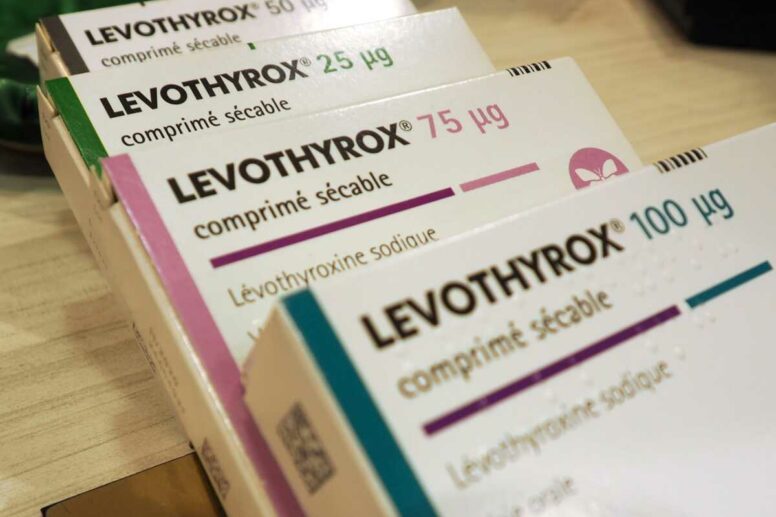 LEVOTHYROX® 50 µg
comprimé sécable
LEVOTHYROX® 25 µg
comprimé sécable
LEVOTHYROX® 75 µg
comprimé sécable
Lévothyroxine sodique
LEVOTHYROX® 100 µg
comprimé sécable
Lévothyroxine sodique
orale